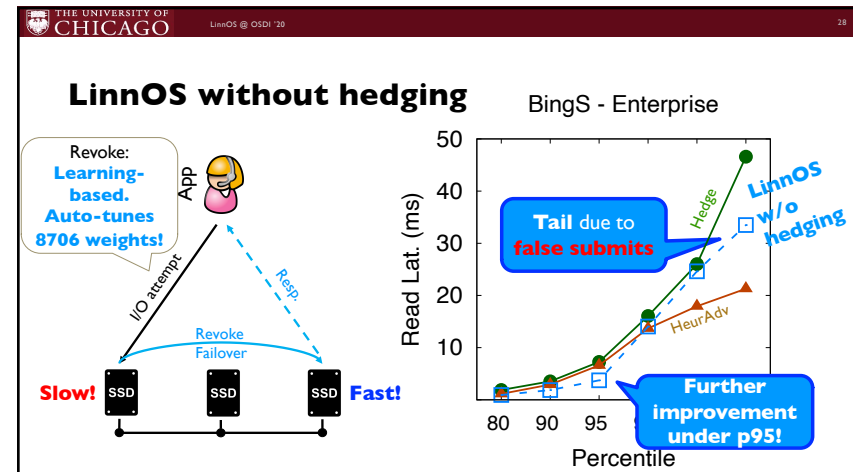 THE UNIVERSITY OF
CHICAGO
LinnOS @ OSDI '20
28
LinnOS without hedging
Revoke:
Learning-
based.
Auto-tunes
8706 weights!
App
I/O attempt
Resp.
Revoke
Failover
Slow!
SSD
SSD
SSD
Fast!
BingS - Enterprise
Read Lat. (ms)
50
40
30
20
10
Tail due to
false submits
Hedge
LinnOS
w/o
hedging
HeurAdv
Further
improvement
under p95!
80
90
95
Percentile